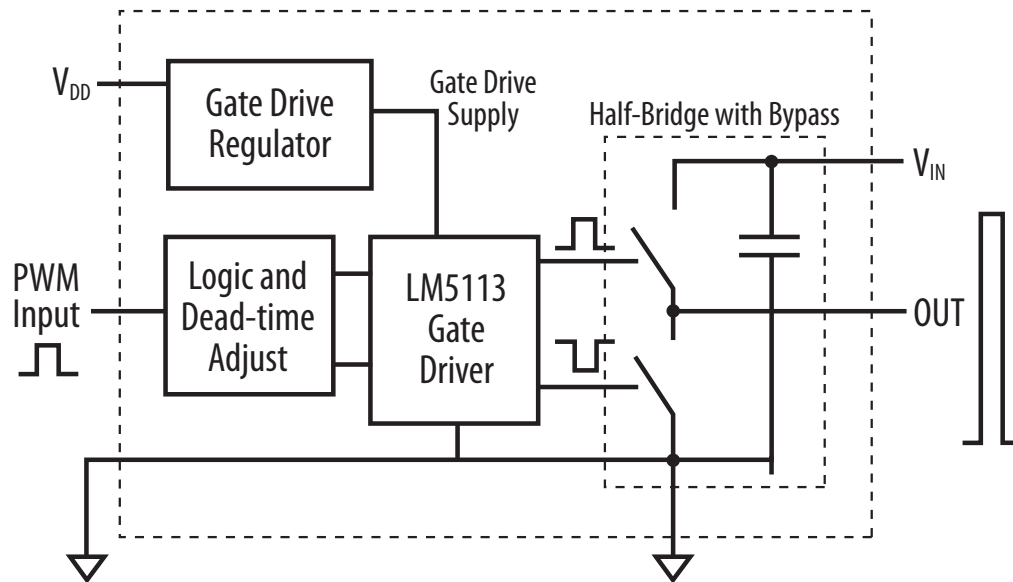 V_DD
Gate Drive
Regulator
Gate Drive
Supply
Half-Bridge with Bypass
V_IN
PWM
Input
Logic and
Dead-time
Adjust
LM5113
Gate
Driver
OUT